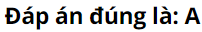 Đáp án đúng là: A